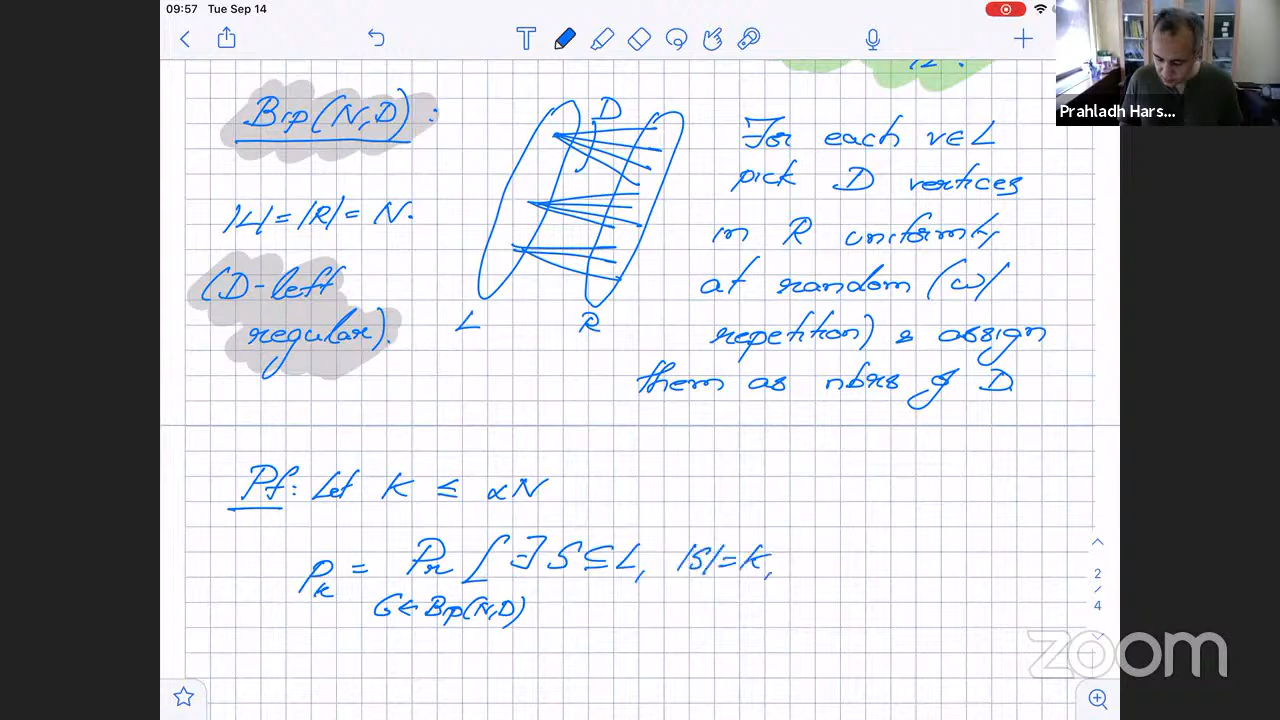 09:57 Tue Sep 14
Prahladh Hars...
Bip(N,D) :
|L|=|R|= N.
(D-left
regular).
D
L
R
For each v∈L
pick D vertices
in R uniformly
at random (w/
repetition) & assign
them as nbrs of D
Pf: Let K ≤ αN
P_K = Pr [ ∃ S⊆L, |S|=K,
G← Bip(N,D)
2
/
4
zoom